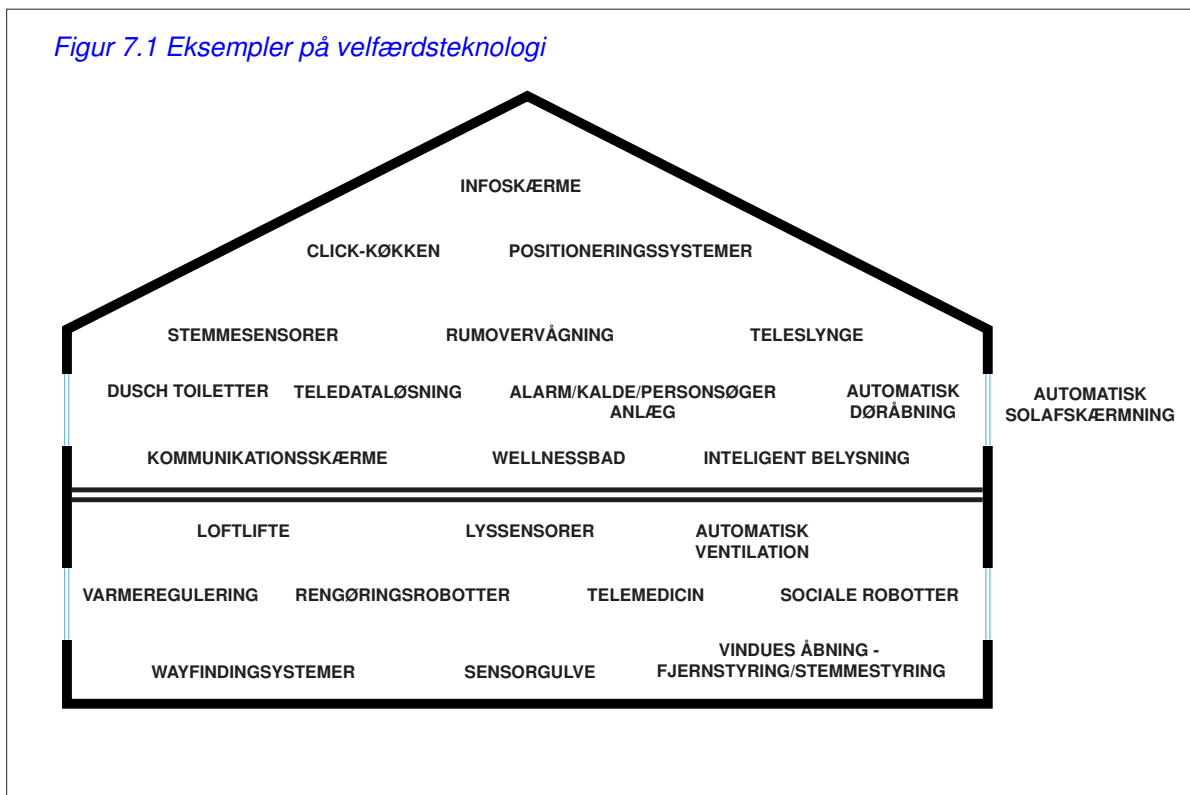 Figur 7.1 Eksempler på velfærdsteknologi
INFOSKÆRME
CLICK-KØKKEN
POSITIONERINGSSYSTEMER
STEMMESENSORER
RUMOVERVÅGNING
TELESLYNGE
DUSCH TOILETTER
TELEDATALØSNING
ALARM/KALDE/PERSONSØGER
ANLÆG
AUTOMATISK
DØRÅBNING
AUTOMATISK
SOLAFSKÆRMNING
KOMMUNIKATIONSSKÆRME
WELLNESSBAD
INTELIGENT BELYSNING
LOFTLIFTE
LYSSENSORER
AUTOMATISK
VENTILATION
VARMEREGULERING
RENGØRINGSROBOTTER
TELEMEDICIN
SOCIALE ROBOTTER
WAYFINDINGSYSTEMER
SENSORGULVE
VINDUES ÅBNING -
FJERNSTYRING/STEMMESTYRING